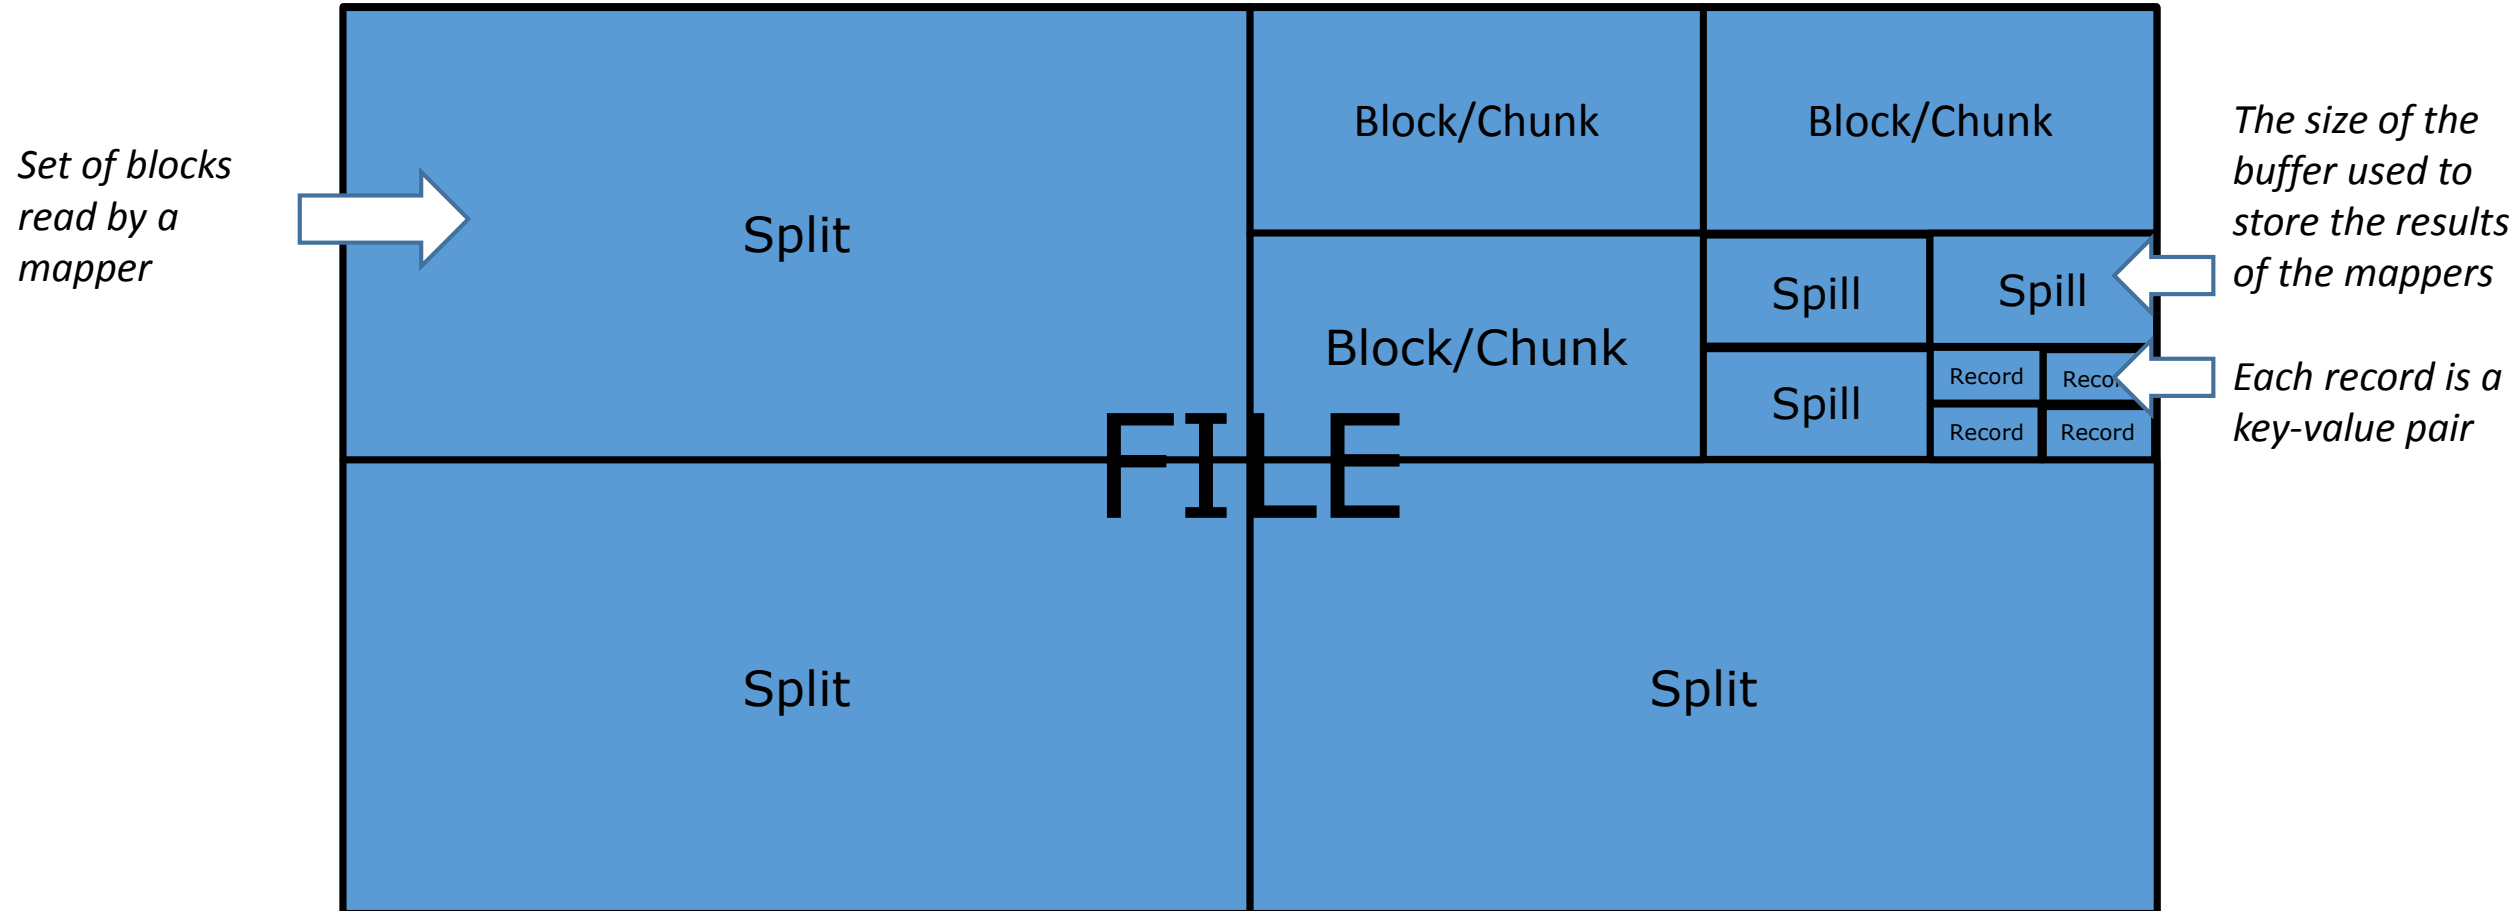 Set of blocks
read by a
mapper
Split
Block/Chunk
Block/Chunk
The size of the
buffer used to
store the results
of the mappers
Spill
Spill
Block/Chunk
Spill
Record
Record
Record
Each record is a
key-value pair
FILE
Split
Split